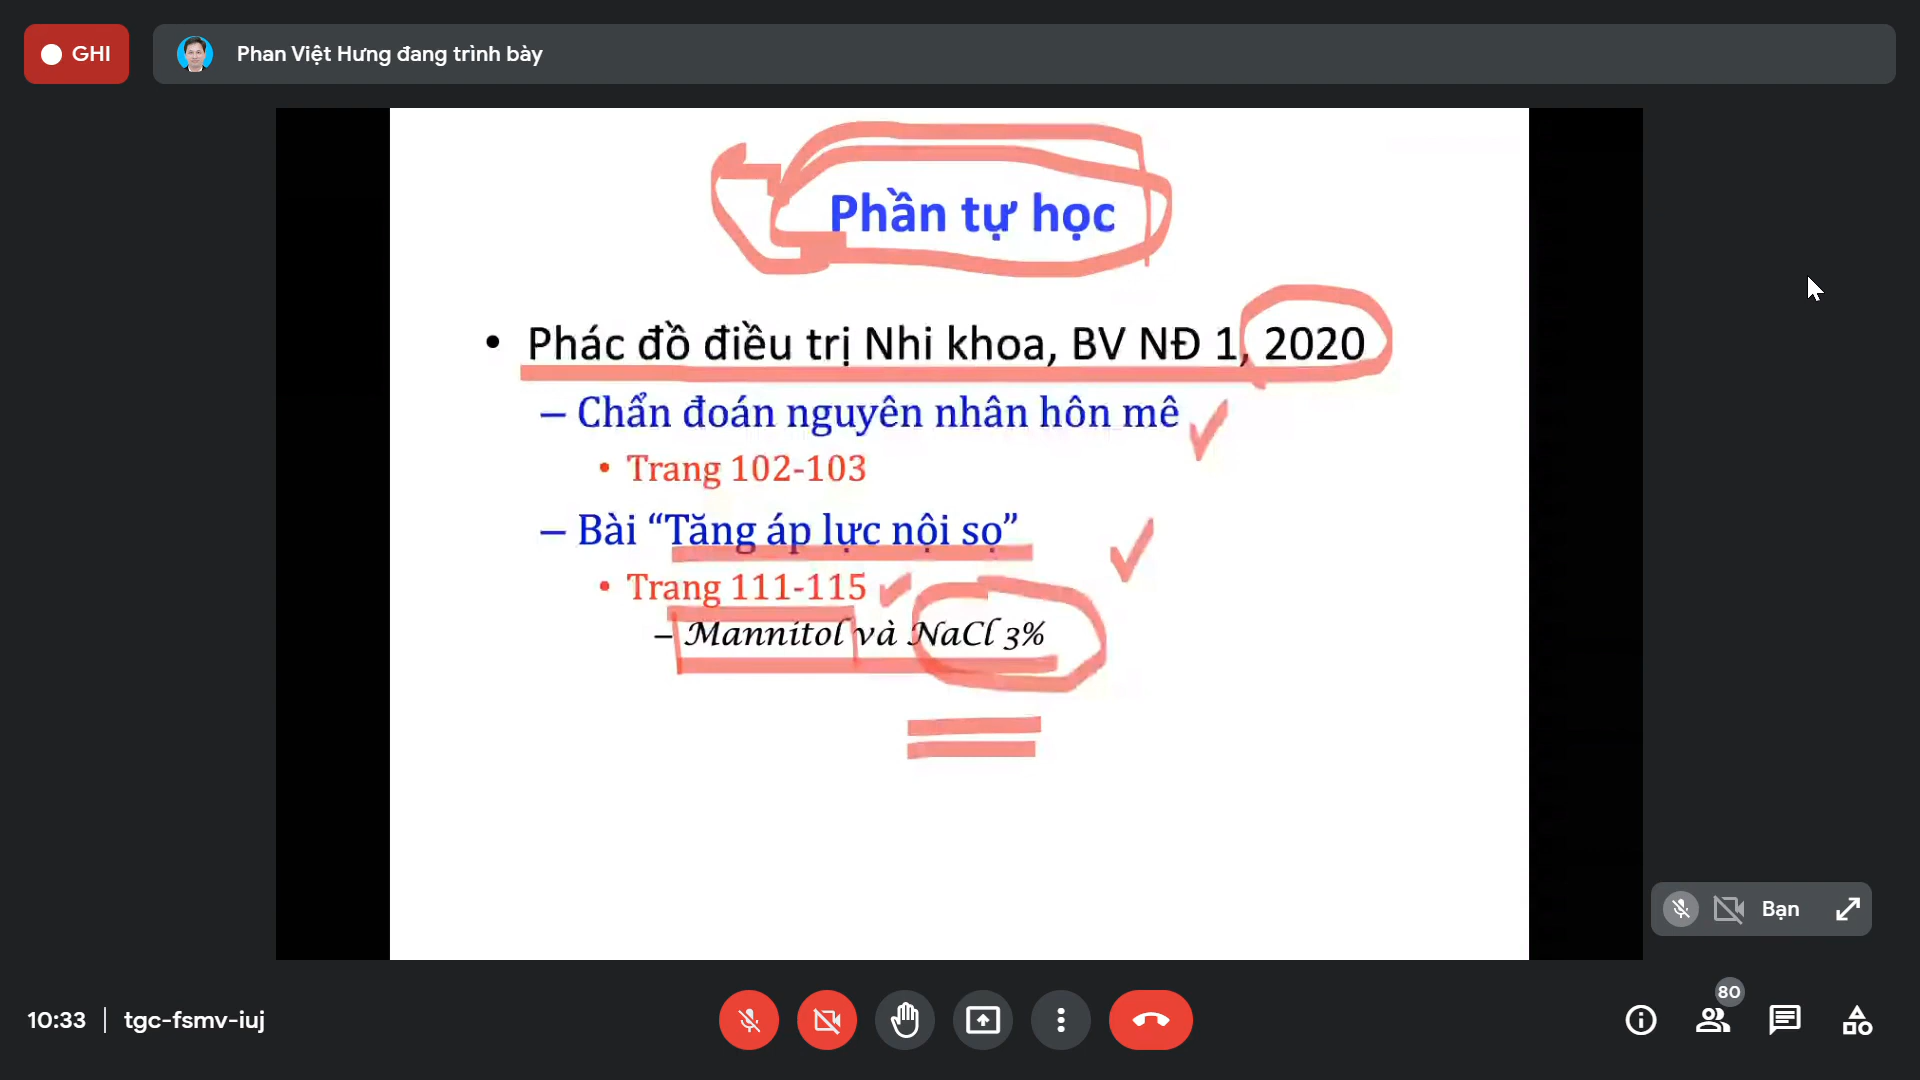 GHI
Phan Việt Hưng đang trình bày
Phần tự học
• Phác đồ điều trị Nhi khoa, BV NĐ 1, 2020
– Chẩn đoán nguyên nhân hôn mê
• Trang 102-103
– Bài “Tăng áp lực nội sọ”
• Trang 111-115
– Mannitol và NaCl 3%
Bạn
80
10:33 | tgc-fsmv-iuj